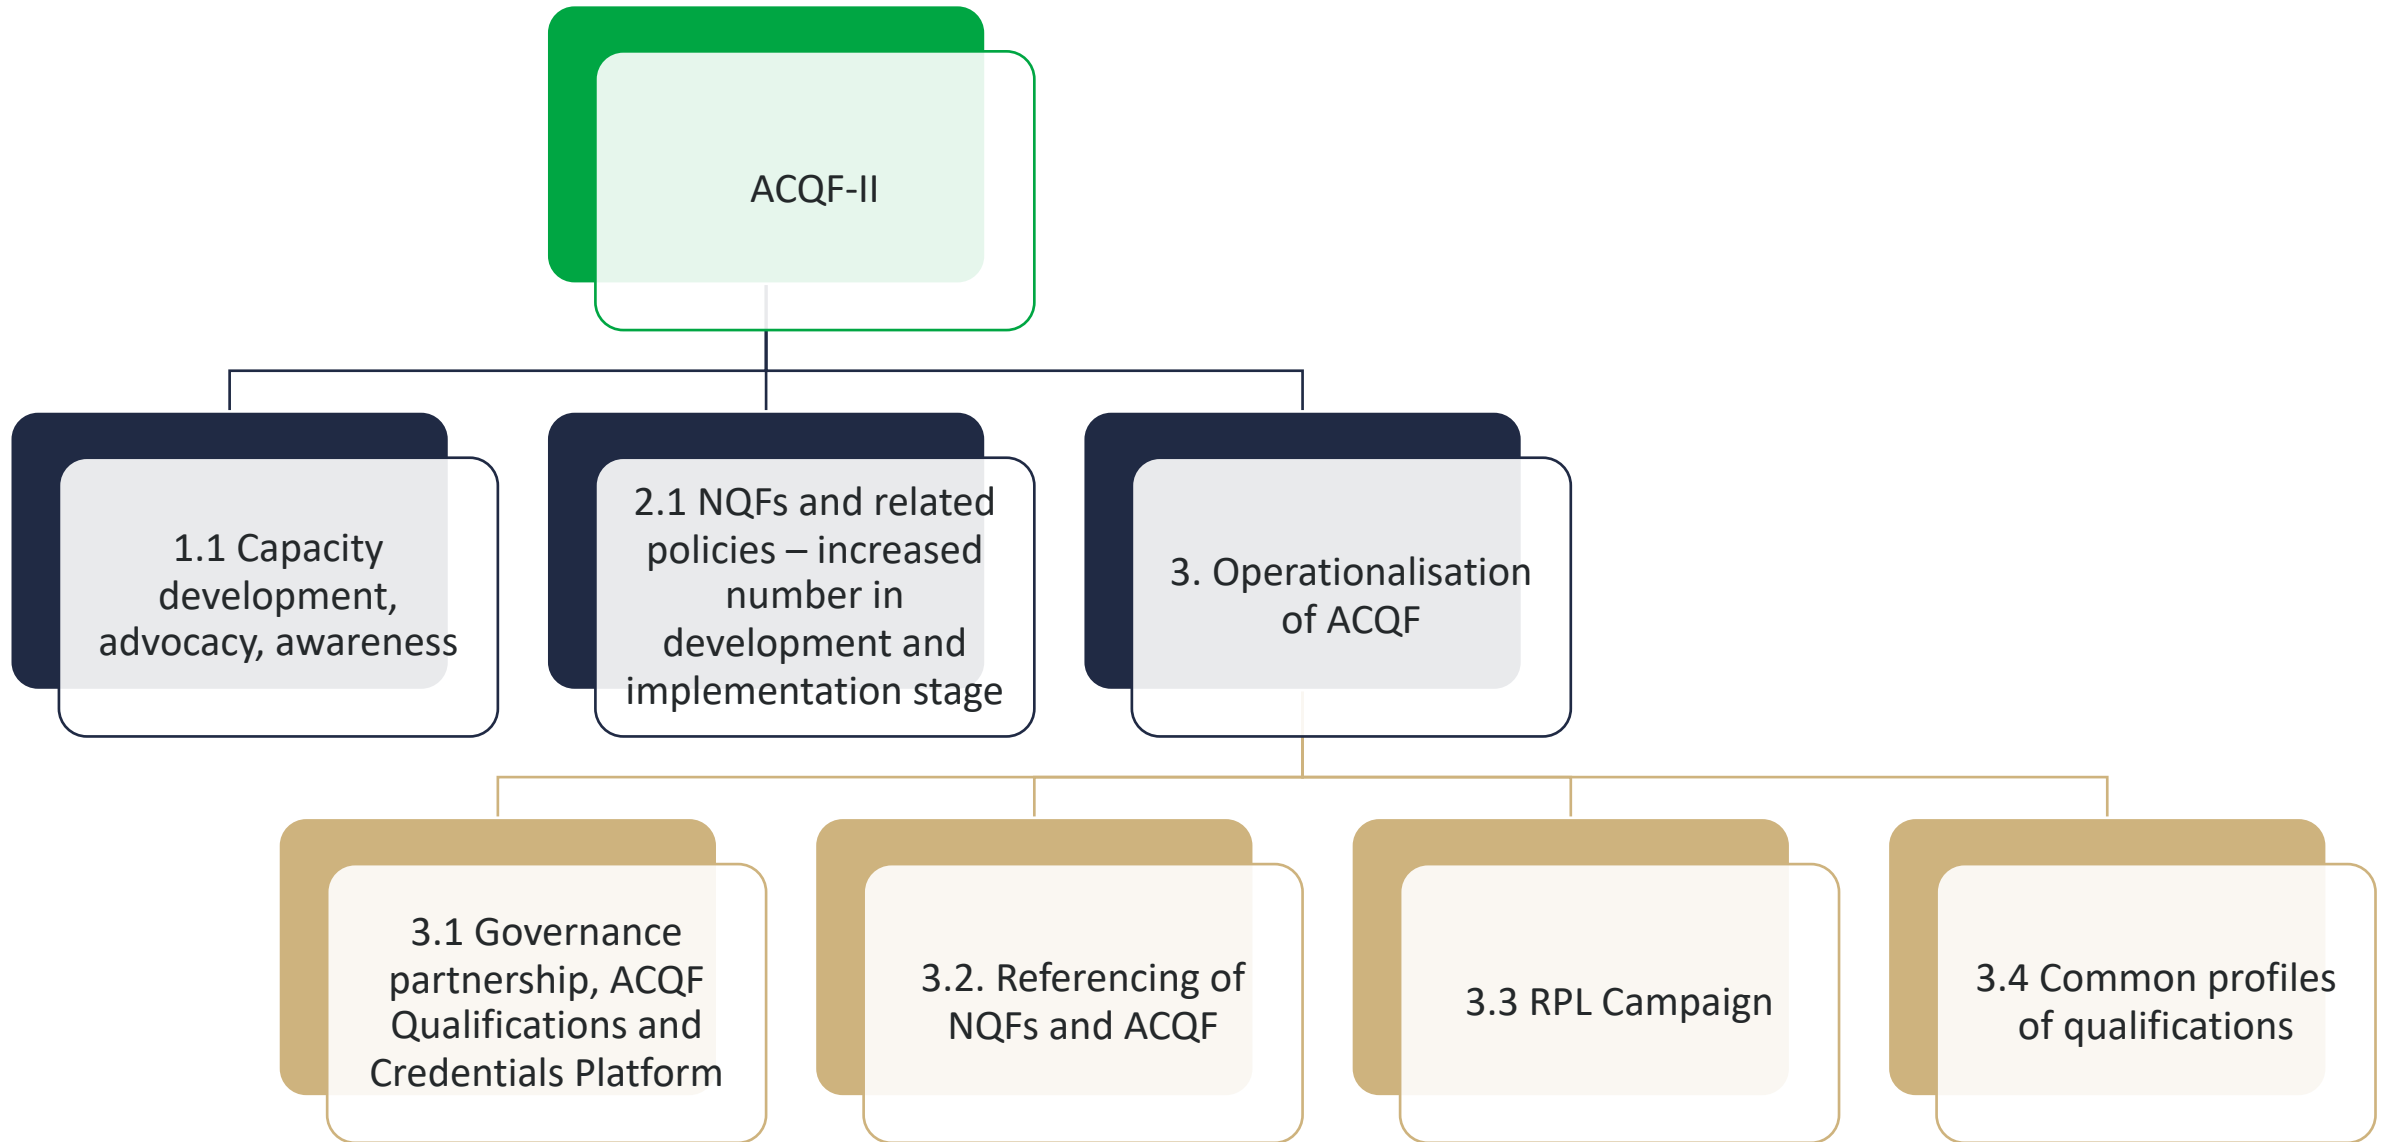 ACQF-II
1.1 Capacity
development,
advocacy, awareness
2.1 NQFs and related
policies – increased
number in
development and
implementation stage
3. Operationalisation
of ACQF
3.1 Governance
partnership, ACQF
Qualifications and
Credentials Platform
3.2. Referencing of
NQFs and ACQF
3.3 RPL Campaign
3.4 Common profiles
of qualifications